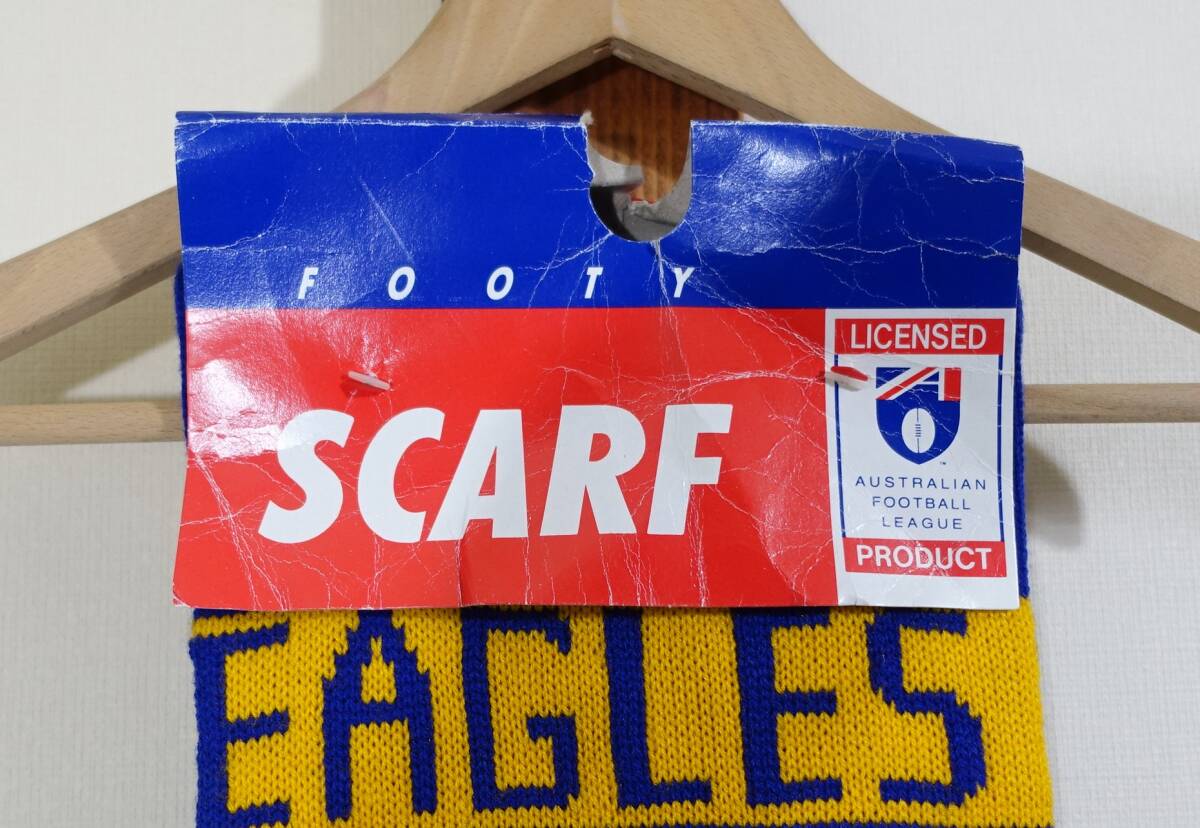 FOOTY
SCARF
LICENSED
AUSTRALIAN
FOOTBALL
LEAGUE
PRODUCT
EAGLES